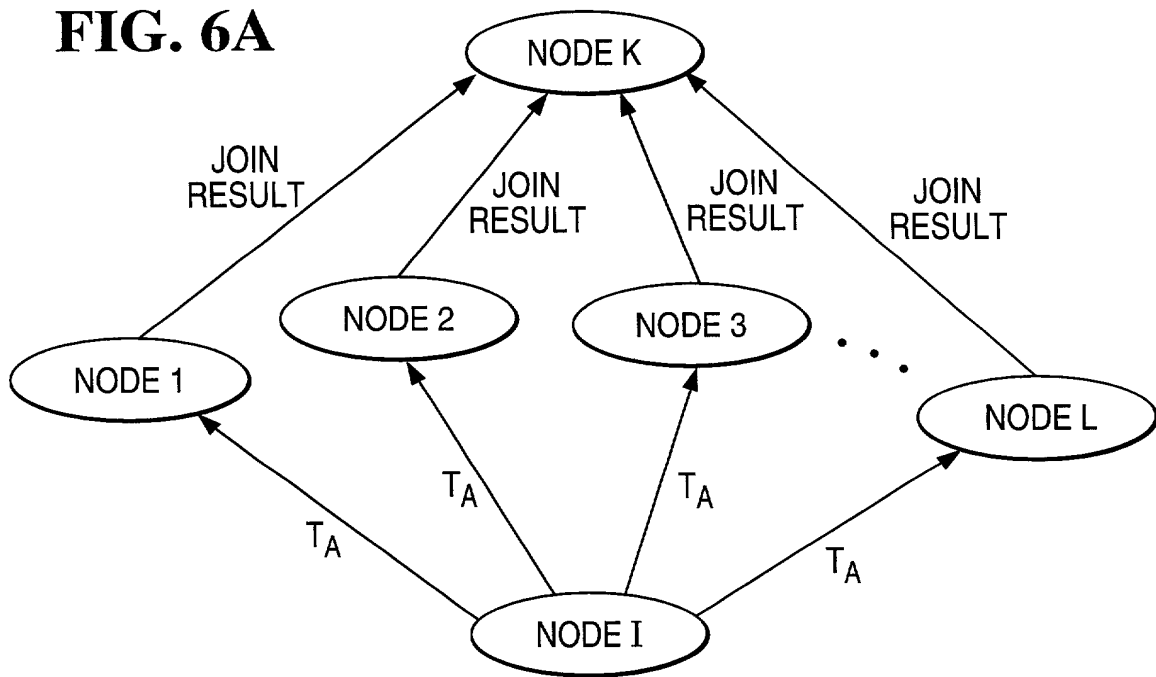 FIG. 6A
NODE K
JOIN
RESULT
JOIN
RESULT
JOIN
RESULT
JOIN
RESULT
NODE 1
NODE 2
NODE 3
NODE L
TA
TA
TA
TA
NODE I